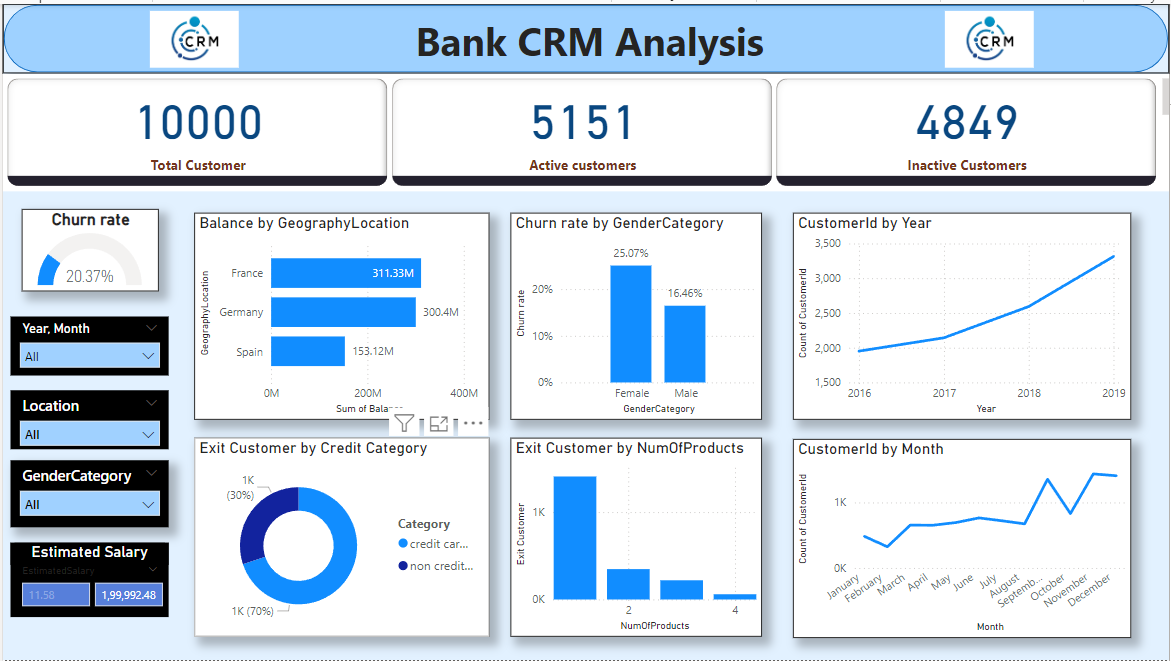 CRM
Bank CRM Analysis
CRM
10000
Total Customer
5151
Active customers
4849
Inactive Customers
Churn rate
20.37%
Year, Month
All
Location
All
GenderCategory
All
Estimated Salary
EstimatedSalary
11.58
1,99,992.48
Balance by GeographyLocation
GeographyLocation
France
311.33M
Germany
300.4M
Spain
153.12M
0M
200M
400M
Sum of Balan...
Churn rate by GenderCategory
Churn rate
25.07%
16.46%
20%
10%
0%
Female
Male
GenderCategory
CustomerId by Year
Count of CustomerId
3,500
3,000
2,500
2,000
1,500
2016
2017
2018
2019
Year
Exit Customer by Credit Category
1K
(30%)
1K (70%)
Category
credit car...
non credit...
Exit Customer by NumOfProducts
Exit Customer
1K
0K
2
4
NumOfProducts
CustomerId by Month
Count of CustomerId
1K
0K
January
February
March
April
May
June
July
August
Septemb...
October
November
December
Month